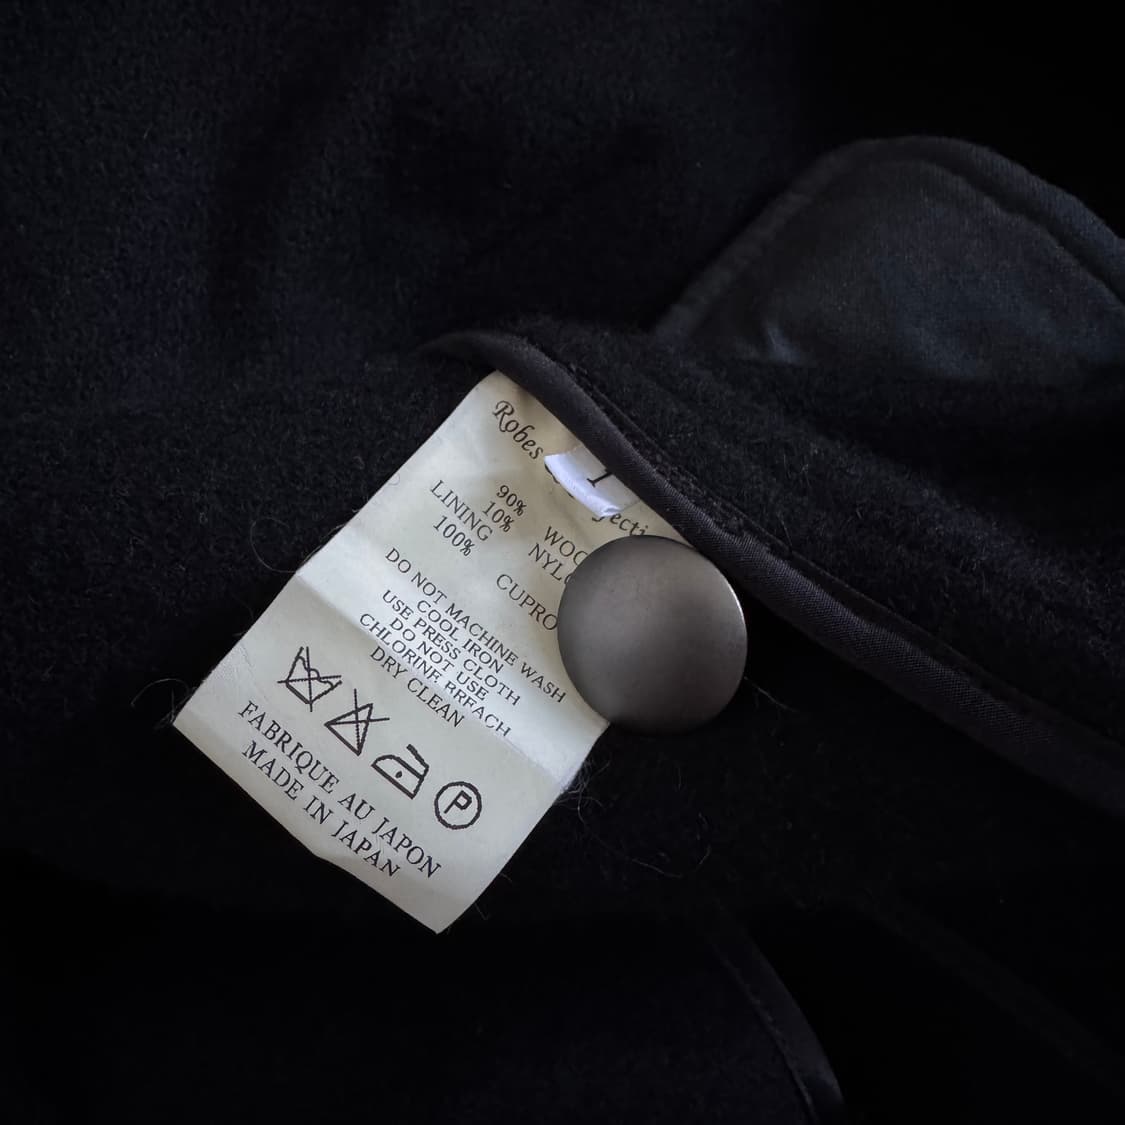 Robes
1
90%
10%
LINING NYL
100% CUPRO
DO NOT MACHINE WASH
COOL IRON
USE PRESS CLOTH
DO NOT USE
CHLORINE BREACH
DRY CLEAN
P
FABRIQUE AU JAPON
MADE IN JAPAN